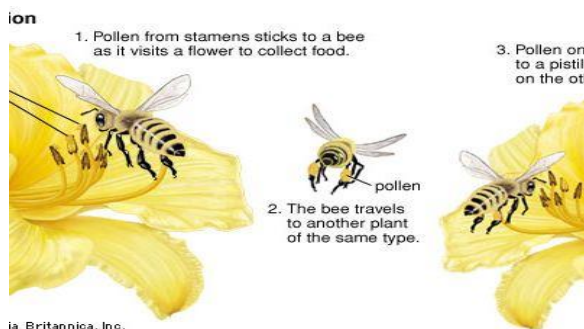 ion
1. Pollen from stamens sticks to a bee
as it visits a flower to collect food.
pollen
2. The bee travels
to another plant
of the same type.
3. Pollen on
to a pistil
on the oth
ia Britannica, Inc.